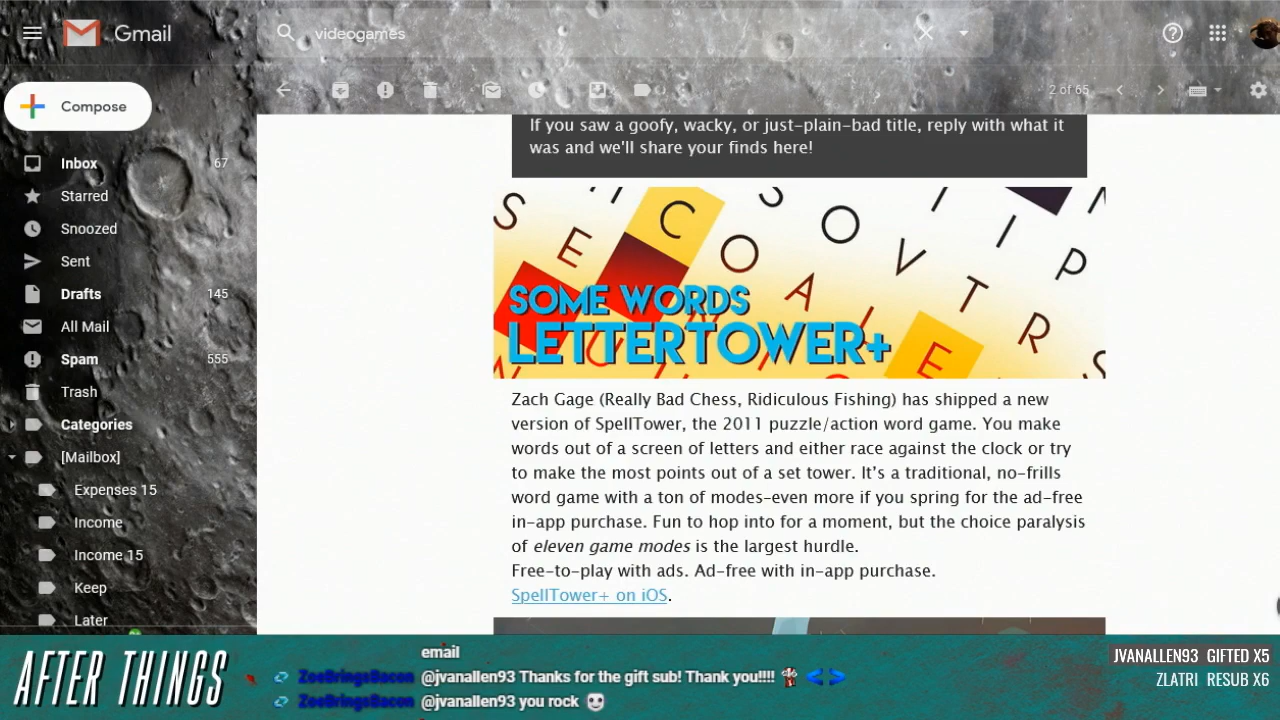 Gmail
videogames
Compose
2 of 65
Inbox 67
Starred
Snoozed
Sent
Drafts 145
All Mail
Spam 555
Trash
Categories
[Mailbox]
Expenses 15
Income
Income 15
Keep
Later
If you saw a goofy, wacky, or just-plain-bad title, reply with what it
was and we'll share your finds here!
SOME WORDS
LETTERTOWER+
Zach Gage (Really Bad Chess, Ridiculous Fishing) has shipped a new
version of SpellTower, the 2011 puzzle/action word game. You make
words out of a screen of letters and either race against the clock or try
to make the most points out of a set tower. It's a traditional, no-frills
word game with a ton of modes-even more if you spring for the ad-free
in-app purchase. Fun to hop into for a moment, but the choice paralysis
of eleven game modes is the largest hurdle.
Free-to-play with ads. Ad-free with in-app purchase.
SpellTower+ on iOS.
AFTER THINGS
email
ZoeBringsBacon @jvanallen93 Thanks for the gift sub! Thank you!!!!
ZoeBringsBacon @jvanallen93 you rock
JVANALLEN93 GIFTED X5
ZLATRI RESUB X6